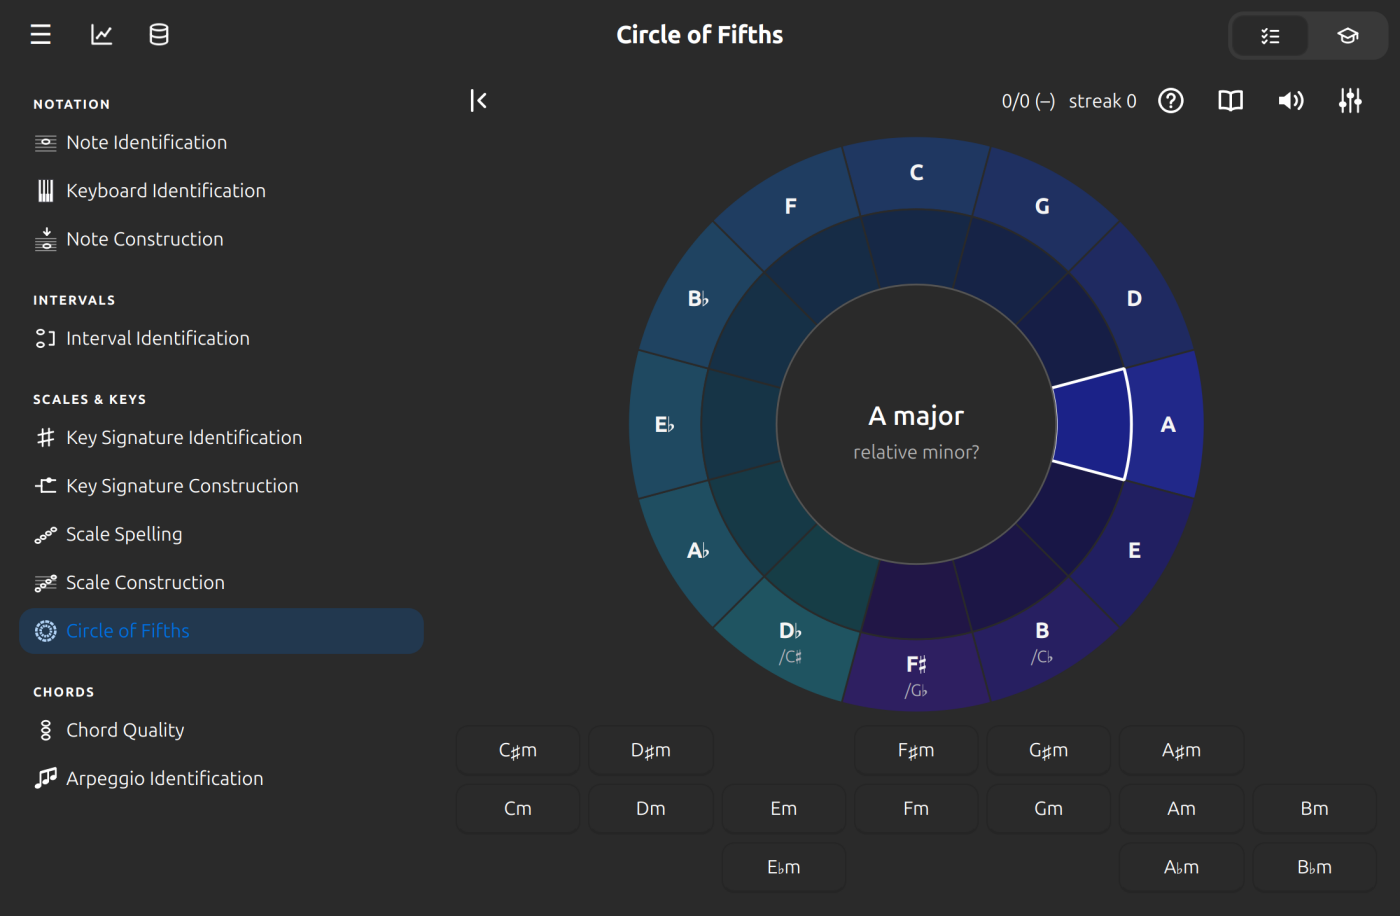 Circle of Fifths
NOTATION
Note Identification
Keyboard Identification
Note Construction
INTERVALS
Interval Identification
SCALES & KEYS
Key Signature Identification
Key Signature Construction
Scale Spelling
Scale Construction
Circle of Fifths
CHORDS
Chord Quality
Arpeggio Identification
0/0 (–) streak 0
C
G
D
A
E
B
/C♭
F♯
/G♭
D♭
/C♯
A♭
E♭
B♭
F
A major
relative minor?
C♯m D♯m F♯m G♯m A♯m
Cm Dm Em Fm Gm Am Bm
E♭m A♭m B♭m